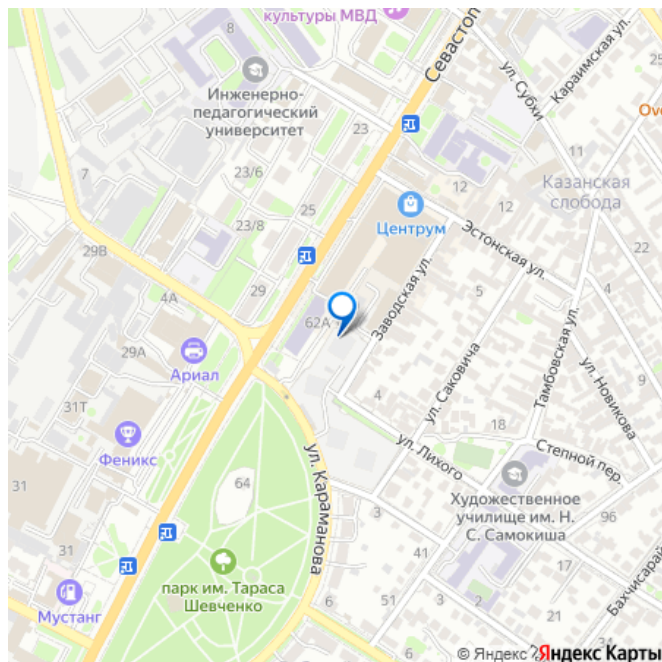 культуры МВД
8
Севастоп
Караимская ул.
25
ул. Субхи
Инженерно-
педагогический
университет
23
11
7
23/6
12
Казанская
слобода
25
Центрум
12
23/8
Эстонская ул.
22
29В
29
4А
62А
Заводская ул.
5
29А
Ариал
Тамбовская ул.
ул. Новикова
31Т
4
ул. Саковича
18
Феникс
ул. Лихого
Степной пер.
ул. Караманова
31
64
Художественное
училище им. Н.
С. Самокиша
3
96
31
41
парк им. Тараса
Шевченко
Мустанг
6
51
2
17
21
34
Бахчисарай
© Яндекс
Яндекс Карты